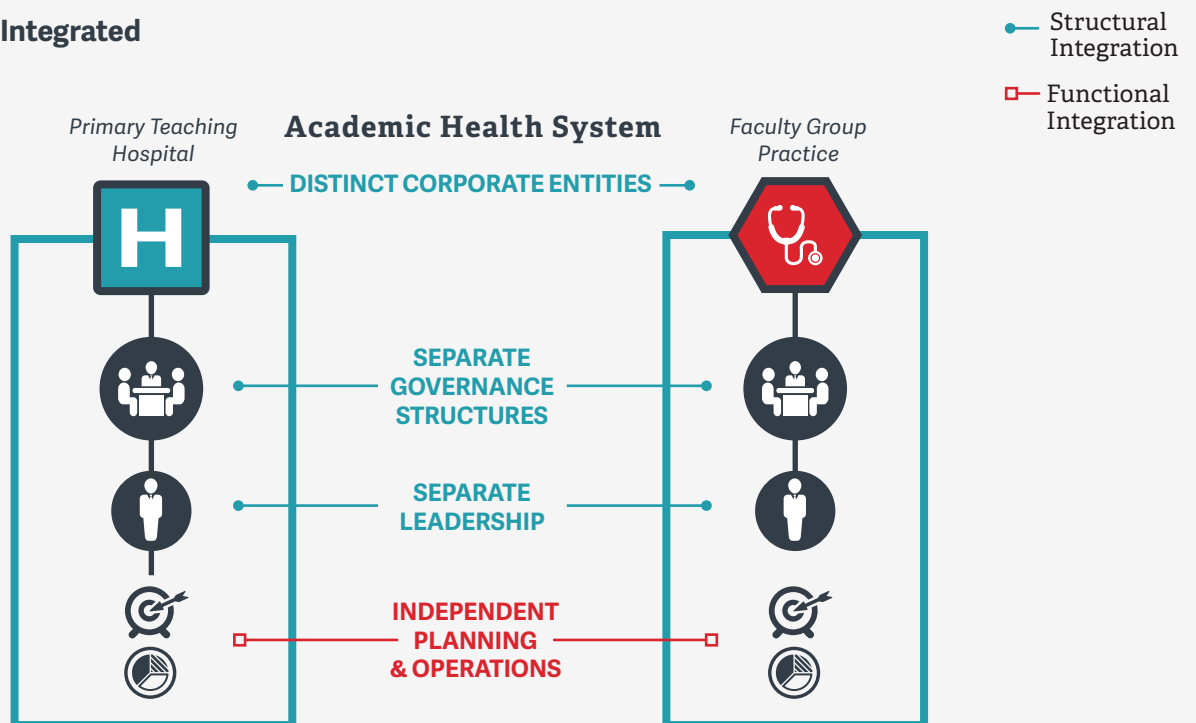 Integrated
Structural
Integration
Functional
Integration
Primary Teaching
Hospital
Academic Health System
Faculty Group
Practice
DISTINCT CORPORATE ENTITIES
H
SEPARATE
GOVERNANCE
STRUCTURES
SEPARATE
LEADERSHIP
INDEPENDENT
PLANNING
& OPERATIONS